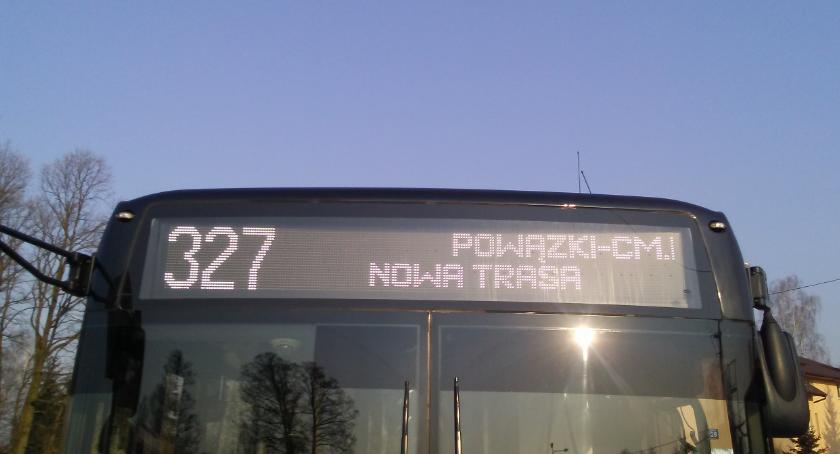 327
POWĄZKI-CM.
NOWA TRASA